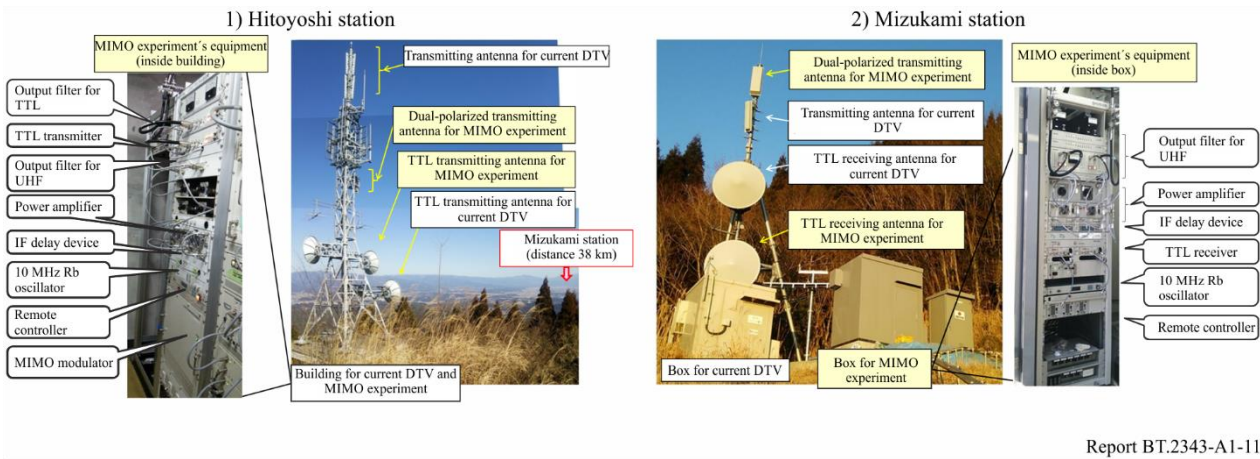 1) Hitoyoshi station
MIMO experiment´s equipment
(inside building)
Output filter for
TTL
TTL transmitter
Output filter for
UHF
Power amplifier
IF delay device
10 MHz Rb
oscillator
Remote
controller
MIMO modulator
Transmitting antenna for current DTV
Dual-polarized transmitting
antenna for MIMO experiment
TTL transmitting antenna for
MIMO experiment
TTL transmitting antenna for
current DTV
Mizukami station
(distance 38 km)
Building for current DTV and
MIMO experiment
2) Mizukami station
Dual-polarized transmitting
antenna for MIMO experiment
Transmitting antenna for current
DTV
TTL receiving antenna for
current DTV
TTL receiving antenna for
MIMO experiment
Box for current DTV
Box for MIMO
experiment
MIMO experiment´s equipment
(inside box)
Output filter for
UHF
Power amplifier
IF delay device
TTL receiver
10 MHz Rb
oscillator
Remote controller
Report BT.2343-A1-11